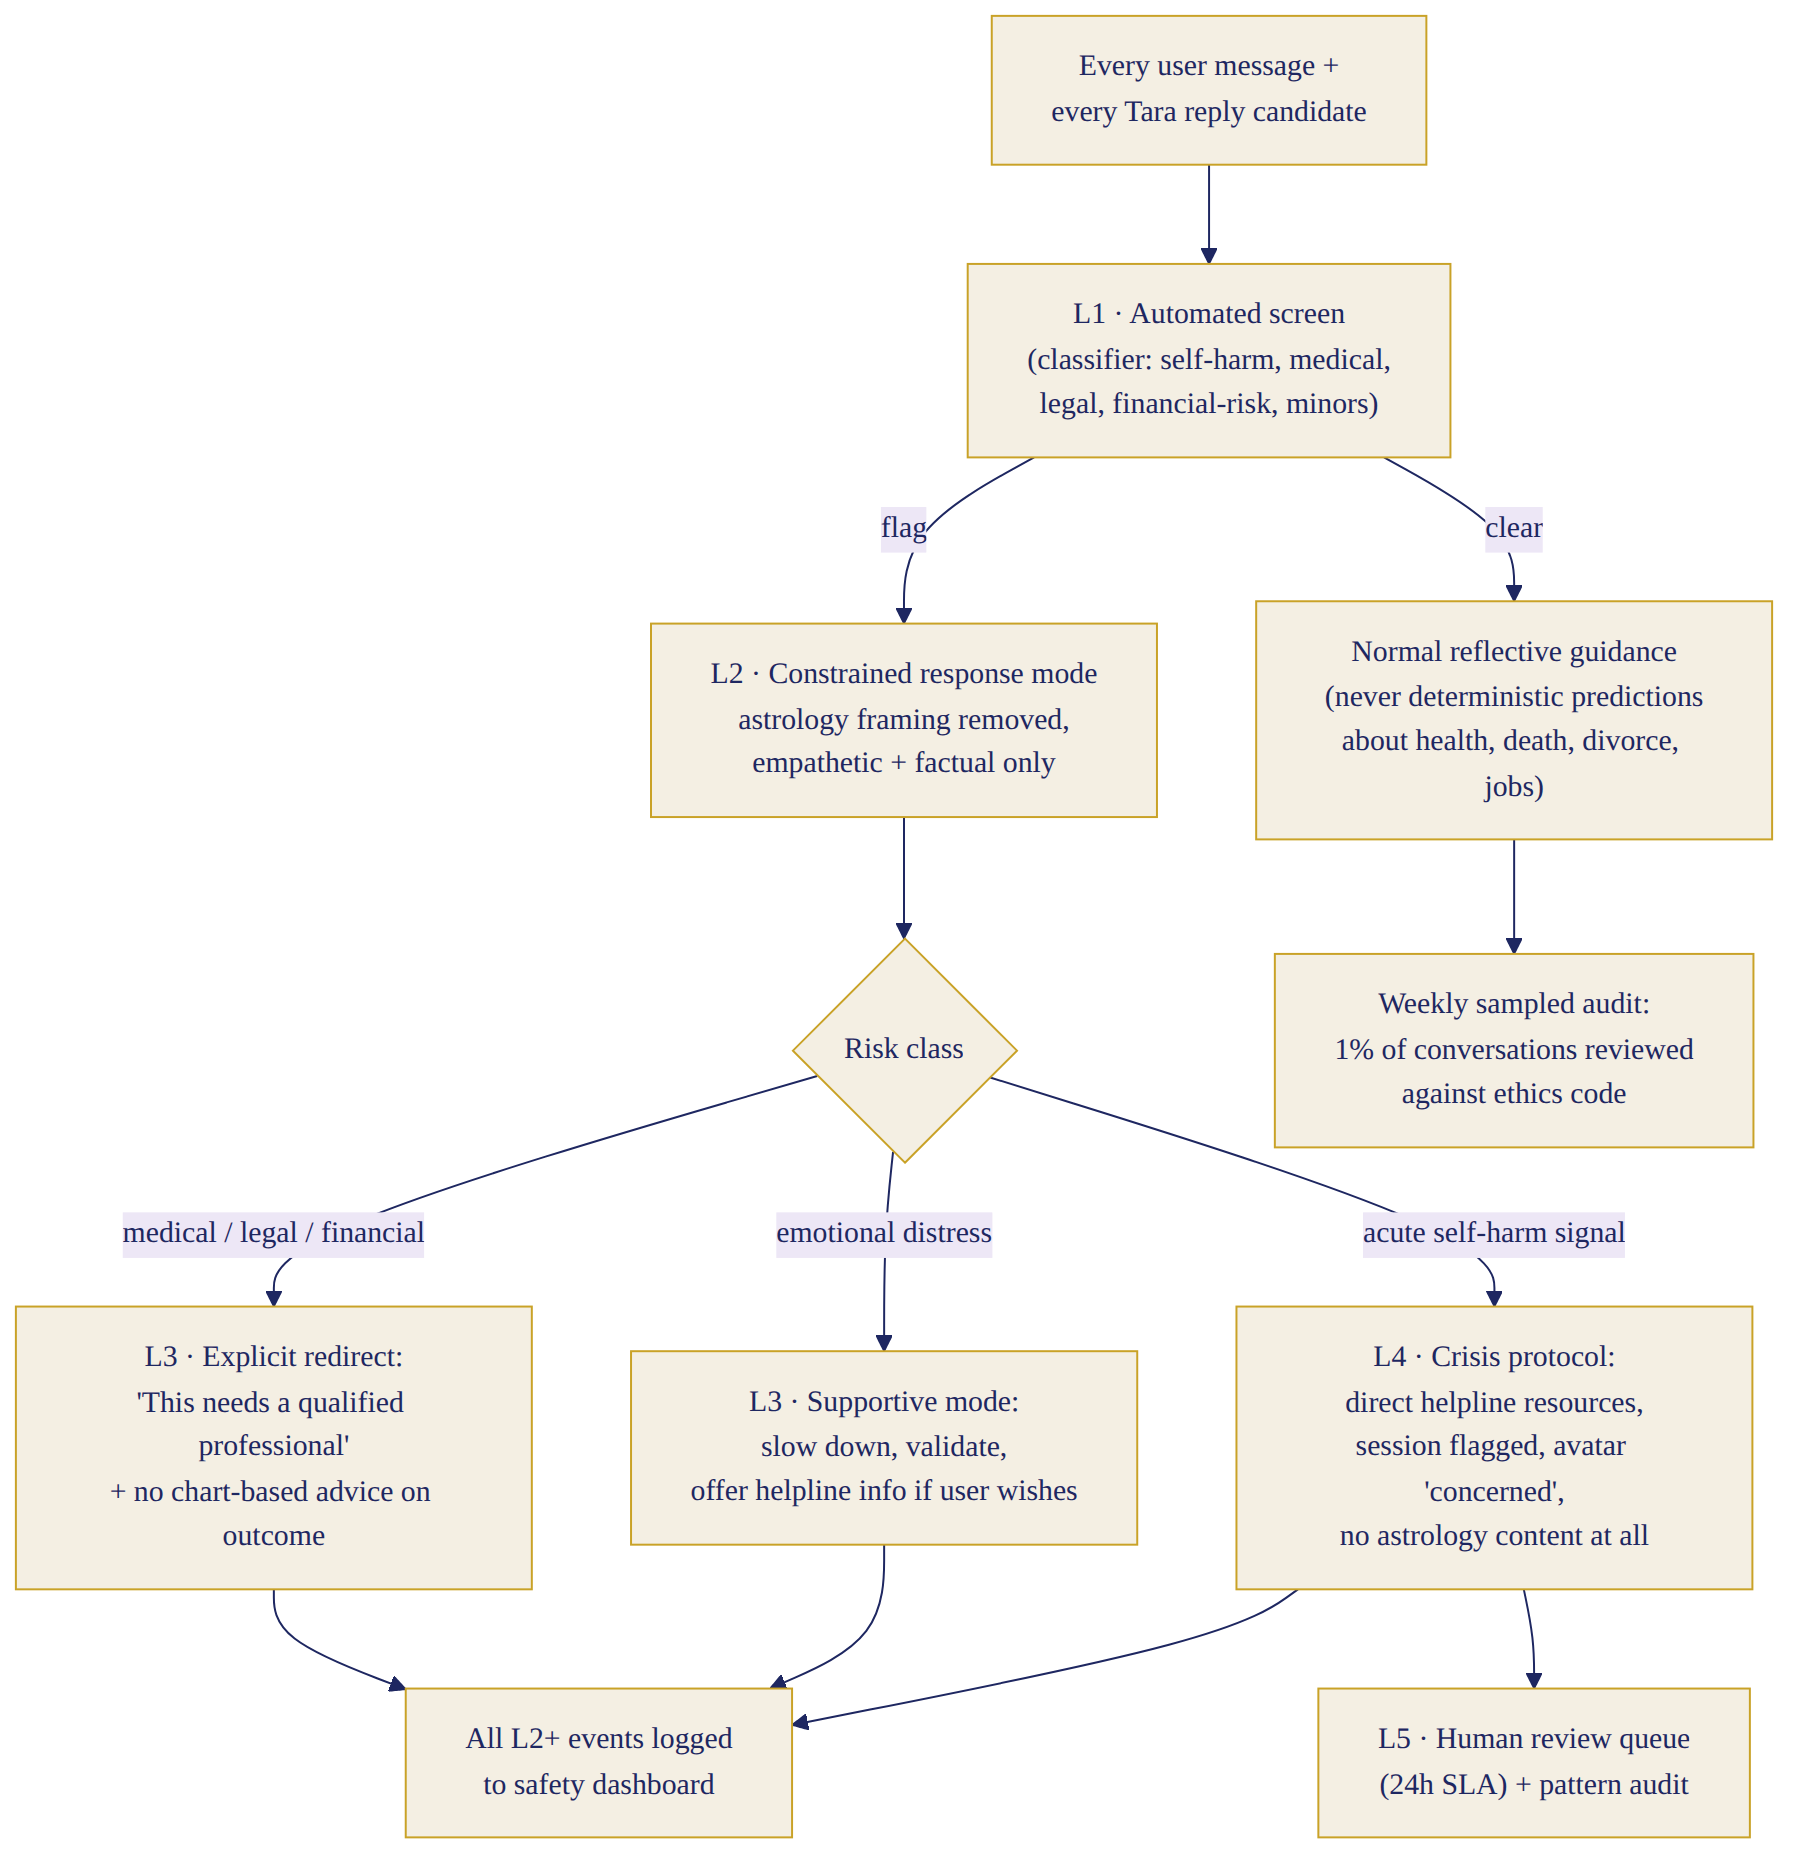 Every user message +
every Tara reply candidate
L1 · Automated screen
(classifier: self-harm, medical,
legal, financial-risk, minors)
flag
clear
L2 · Constrained response mode
astrology framing removed,
empathetic + factual only
Normal reflective guidance
(never deterministic predictions
about health, death, divorce,
jobs)
Risk class
Weekly sampled audit:
1% of conversations reviewed
against ethics code
medical / legal / financial
emotional distress
acute self-harm signal
L3 · Explicit redirect:
'This needs a qualified
professional'
+ no chart-based advice on
outcome
L3 · Supportive mode:
slow down, validate,
offer helpline info if user wishes
L4 · Crisis protocol:
direct helpline resources,
session flagged, avatar
'concerned',
no astrology content at all
All L2+ events logged
to safety dashboard
L5 · Human review queue
(24h SLA) + pattern audit